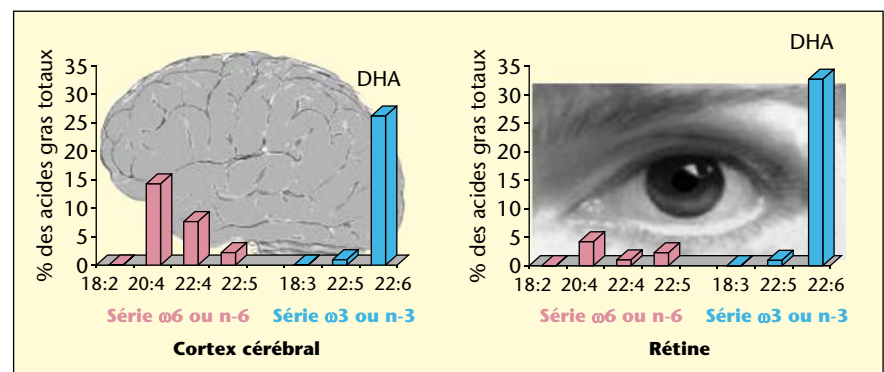 % des acides gras totaux
35
30
25
20
15
10
5
0
DHA
18:2 20:4 22:4 22:5 18:3 22:5 22:6
Série ω6 ou n-6 Série ω3 ou n-3
Cortex cérébral
% des acides gras totaux
35
30
25
20
15
10
5
0
DHA
18:2 20:4 22:4 22:5 18:3 22:5 22:6
Série ω6 ou n-6 Série ω3 ou n-3
Rétine